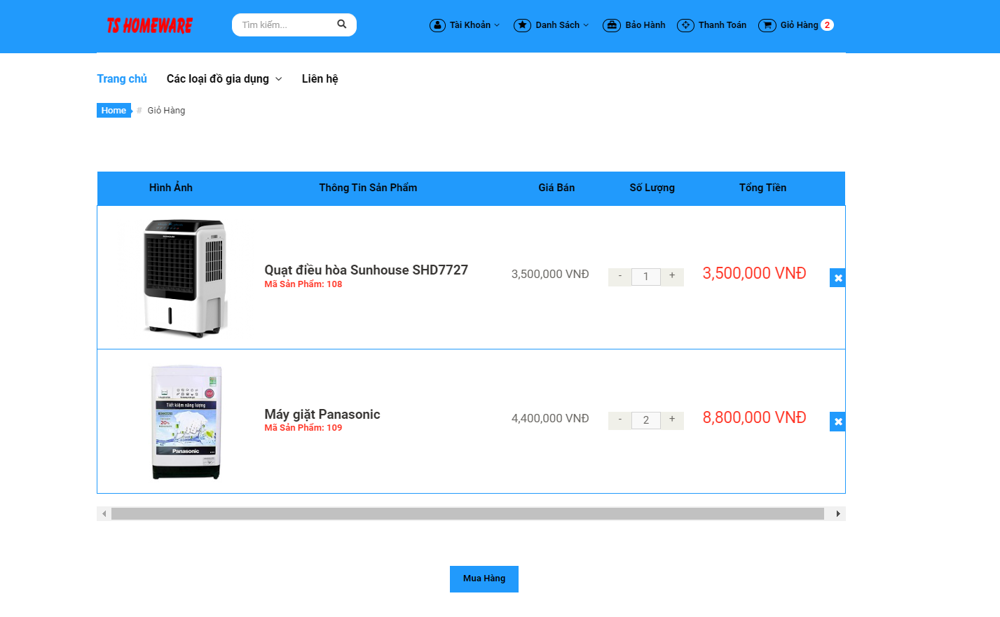 TS HOMEWARE
Tìm kiếm...
Tài Khoản
Danh Sách
Bảo Hành
Thanh Toán
Giỏ Hàng 2
Trang chủ
Các loại đồ gia dụng
Liên hệ
Home # Giỏ Hàng
Hình Ảnh
Thông Tin Sản Phẩm
Giá Bán
Số Lượng
Tổng Tiền
Quạt điều hòa Sunhouse SHD7727
Mã Sản Phẩm: 108
3,500,000 VNĐ
- 1 +
3,500,000 VNĐ
Tiết kiệm năng lượng
20%
Panasonic
Máy giặt Panasonic
Mã Sản Phẩm: 109
4,400,000 VNĐ
- 2 +
8,800,000 VNĐ
Mua Hàng